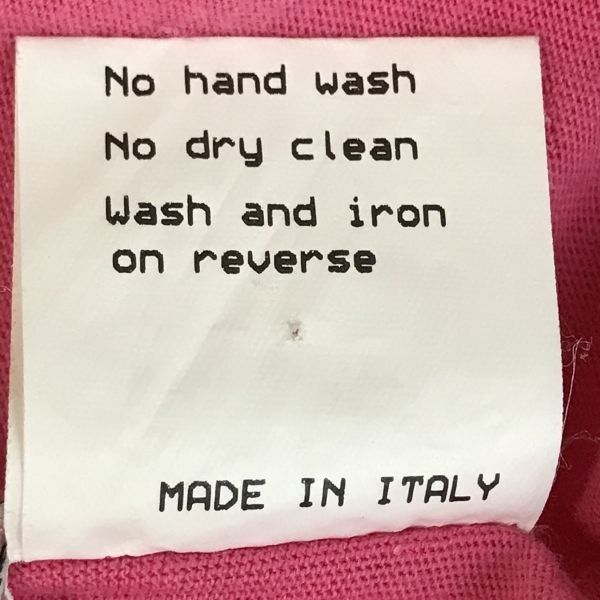 No hand wash
No dry clean
Wash and iron
on reverse
MADE IN ITALY